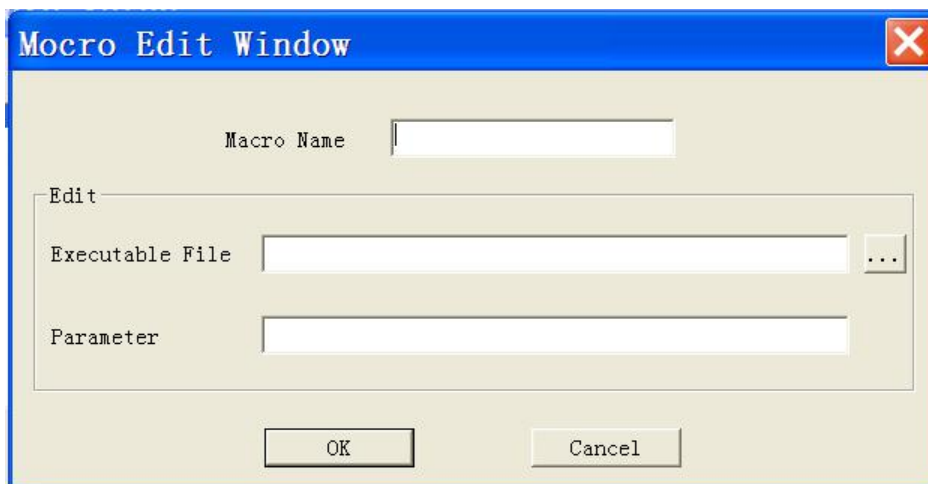 Mocro Edit Window
Macro Name
Edit
Executable File
...
Parameter
OK
Cancel